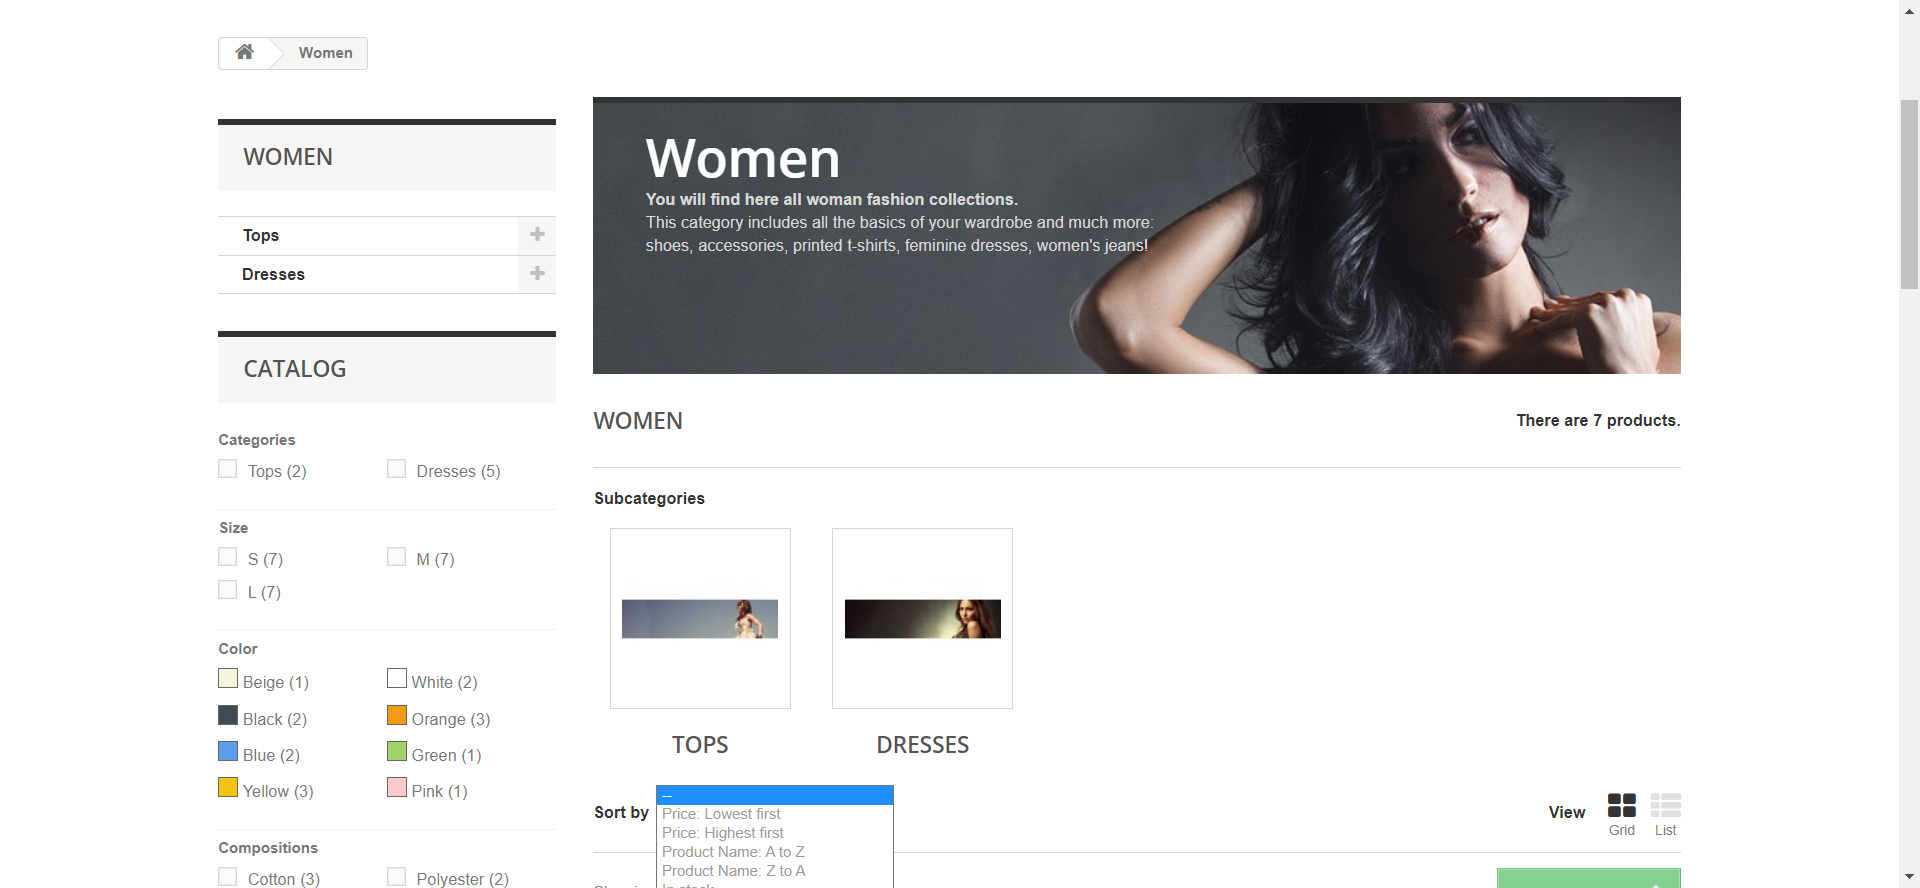 Women
WOMEN
Tops
Dresses
CATALOG
Categories
Tops (2)
Dresses (5)
Size
S (7)
M (7)
L (7)
Color
Beige (1)
White (2)
Black (2)
Orange (3)
Blue (2)
Green (1)
Yellow (3)
Pink (1)
Compositions
Cotton (3)
Polyester (2)
Women
You will find here all woman fashion collections.
This category includes all the basics of your wardrobe and much more:
shoes, accessories, printed t-shirts, feminine dresses, women's jeans!
WOMEN
There are 7 products.
Subcategories
TOPS
DRESSES
Sort by
--
Price: Lowest first
Price: Highest first
Product Name: A to Z
Product Name: Z to A
In stock
View
Grid
List